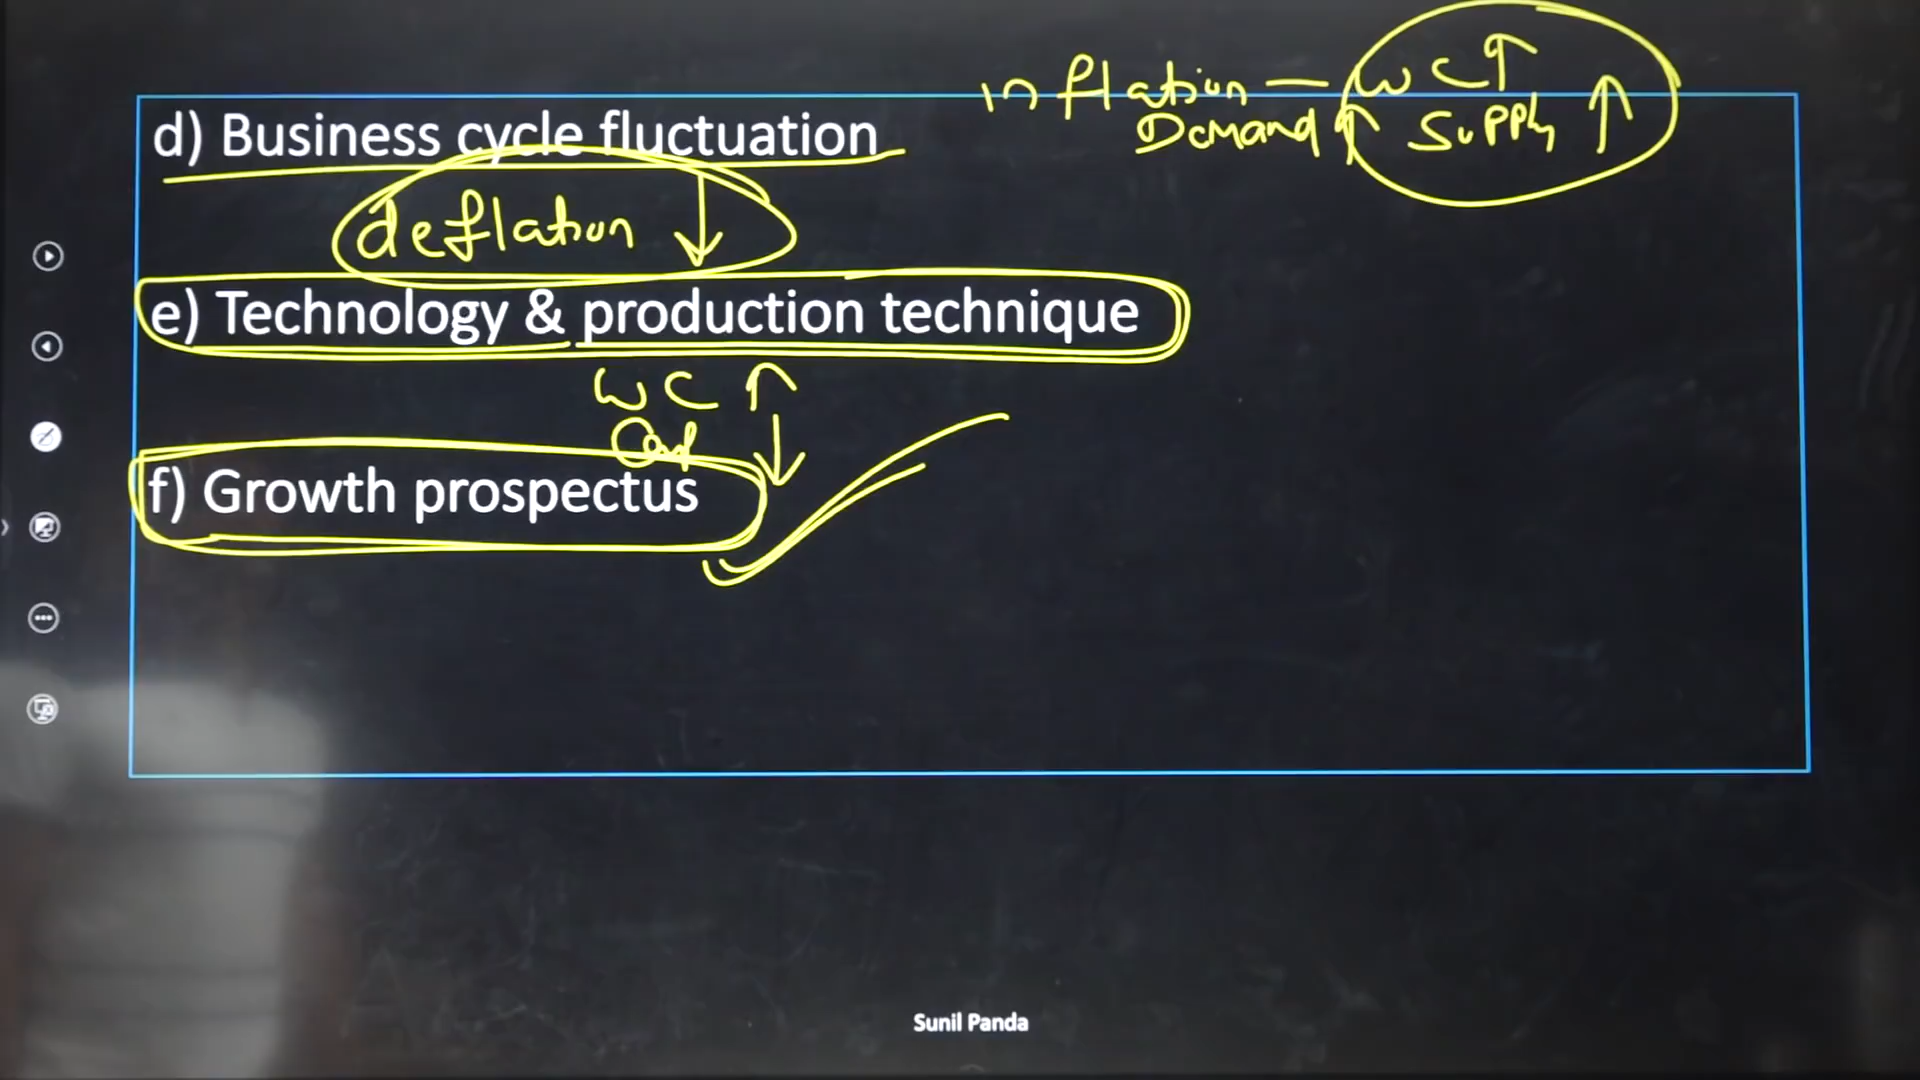 inflation — WC ↑
Demand ↑ Supply ↑
d) Business cycle fluctuation
deflation ↓
e) Technology & production technique
WC ↑
↓
f) Growth prospectus
Sunil Panda